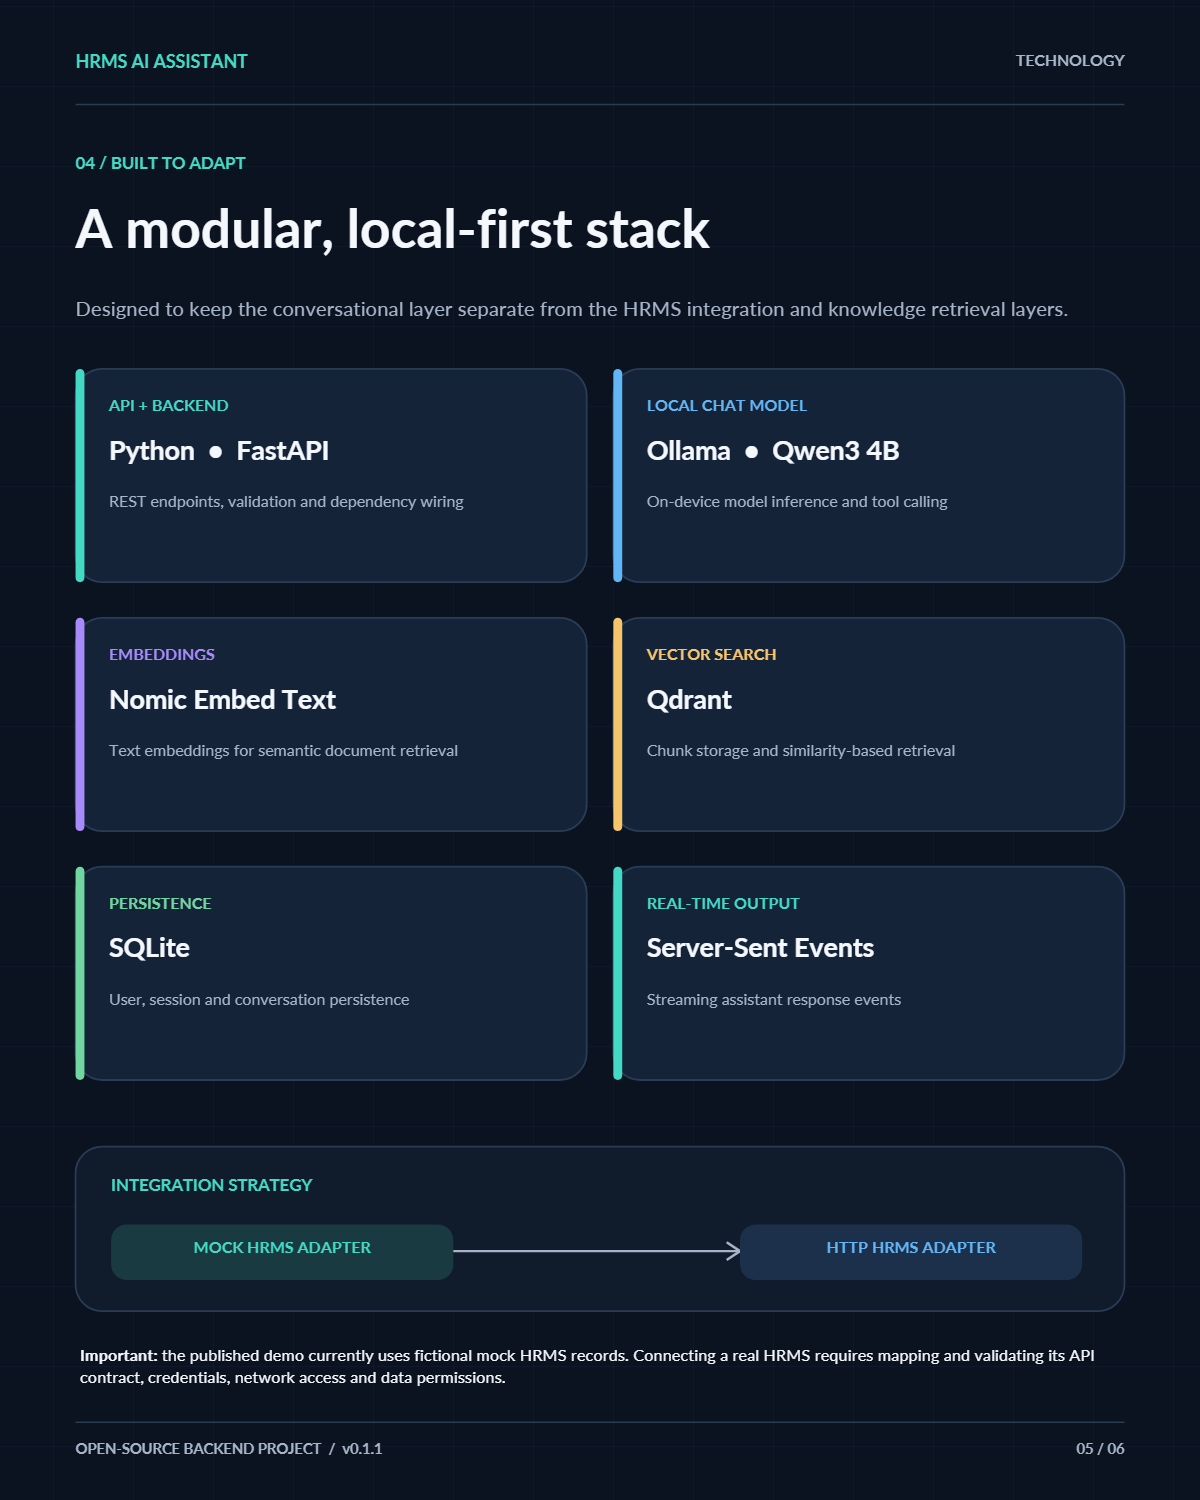 HRMS AI ASSISTANT
TECHNOLOGY
04 / BUILT TO ADAPT
A modular, local-first stack
Designed to keep the conversational layer separate from the HRMS integration and knowledge retrieval layers.
API + BACKEND
Python ● FastAPI
REST endpoints, validation and dependency wiring
LOCAL CHAT MODEL
Ollama ● Qwen3 4B
On-device model inference and tool calling
EMBEDDINGS
Nomic Embed Text
Text embeddings for semantic document retrieval
VECTOR SEARCH
Qdrant
Chunk storage and similarity-based retrieval
PERSISTENCE
SQLite
User, session and conversation persistence
REAL-TIME OUTPUT
Server-Sent Events
Streaming assistant response events
INTEGRATION STRATEGY
MOCK HRMS ADAPTER
HTTP HRMS ADAPTER
Important: the published demo currently uses fictional mock HRMS records. Connecting a real HRMS requires mapping and validating its API
contract, credentials, network access and data permissions.
OPEN-SOURCE BACKEND PROJECT / v0.1.1
05 / 06